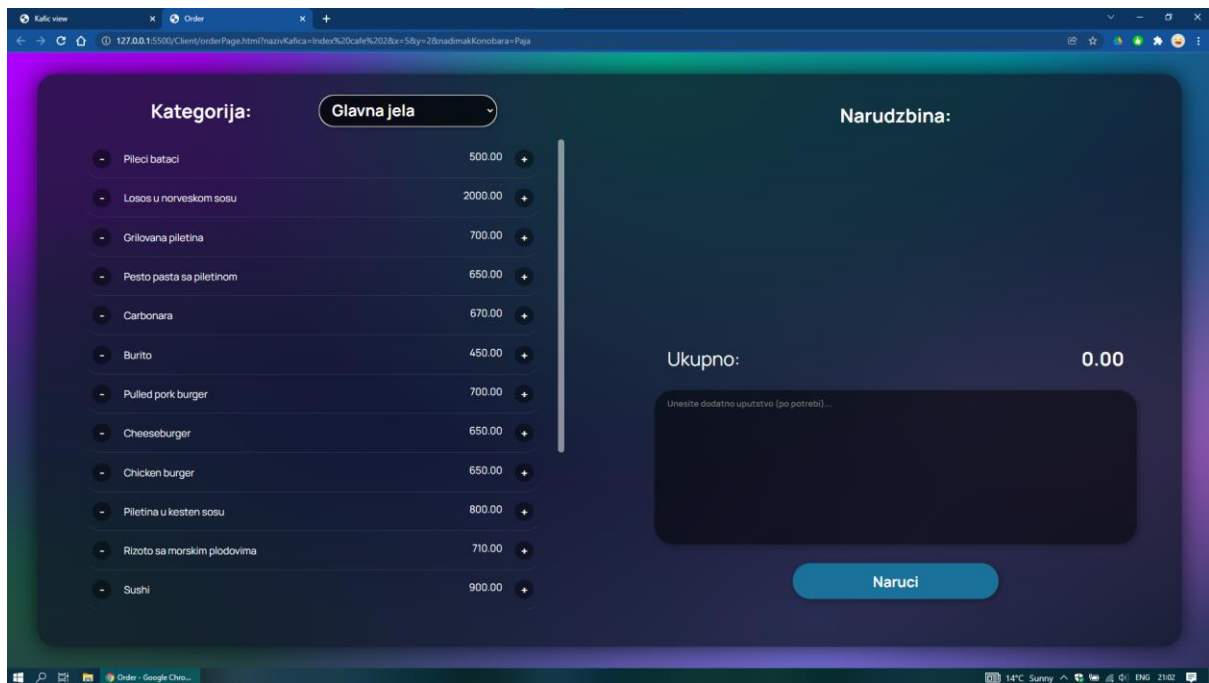 Kafic view
Order
127.0.0.1:5500/Client/orderPage.html?nazivKafica=Index%20cafe%202&x=5&y=2&nadimakKonobara=Paja
Kategorija:
Glavna jela
- Pileci bataci 500.00 +
- Losos u norveskom sosu 2000.00 +
- Grilovana piletina 700.00 +
- Pesto pasta sa piletinom 650.00 +
- Carbonara 670.00 +
- Burito 450.00 +
- Pulled pork burger 700.00 +
- Cheeseburger 650.00 +
- Chicken burger 650.00 +
- Piletina u kesten sosu 800.00 +
- Rizoto sa morskim plodovima 710.00 +
- Sushi 900.00 +
Narudzbina:
Ukupno: 0.00
Unesite dodatno uputstvo (po potrebi)...
Naruci
Order - Google Chro...
14°C Sunny
ENG
21:02